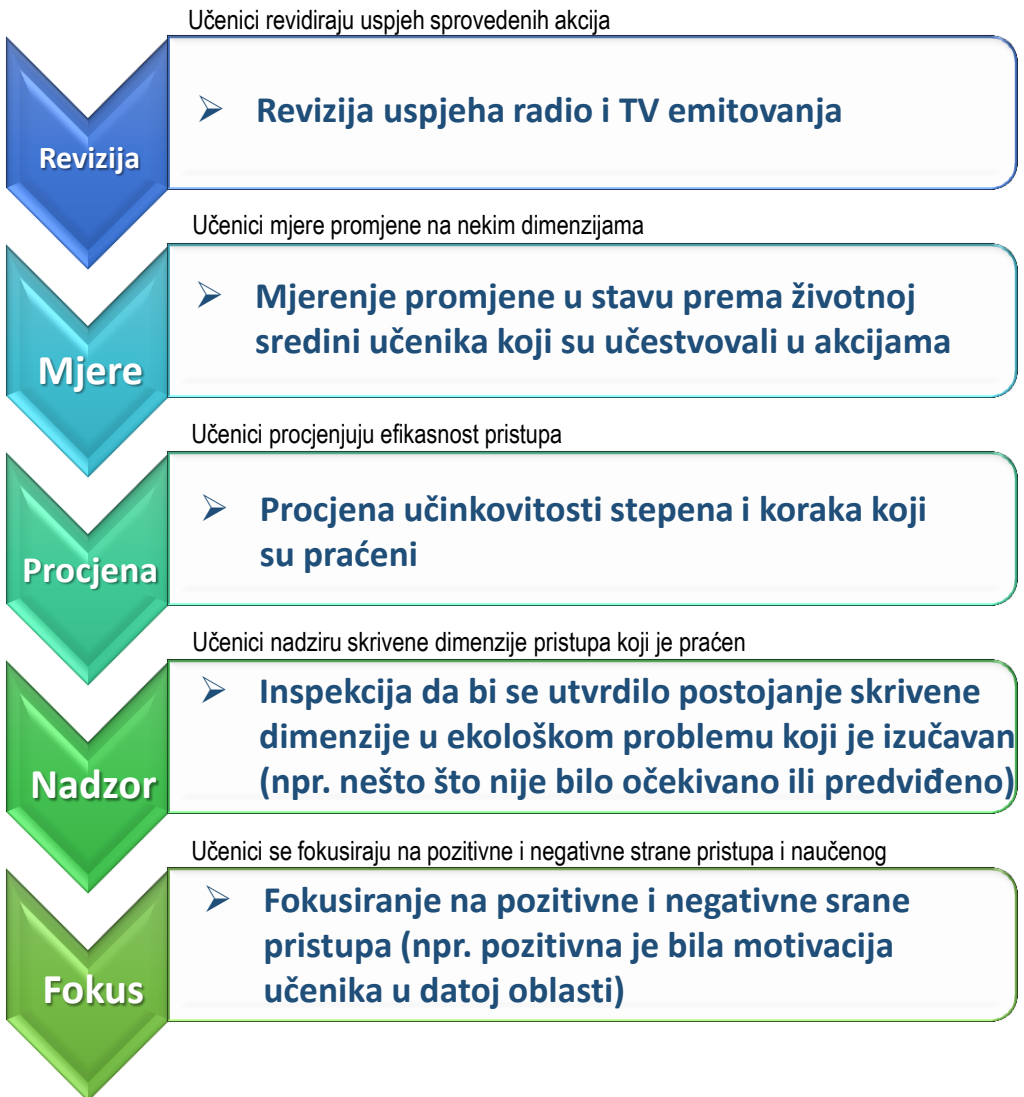 Učenici revidiraju uspjeh sprovedenih akcija
Revizija
➢ Revizija uspjeha radio i TV emitovanja
Učenici mjere promjene na nekim dimenzijama
Mjere
➢ Mjerenje promjene u stavu prema životnoj
sredini učenika koji su učestvovali u akcijama
Učenici procjenjuju efikasnost pristupa
Procjena
➢ Procjena učinkovitosti stepena i koraka koji
su praćeni
Učenici nadziru skrivene dimenzije pristupa koji je praćen
Nadzor
➢ Inspekcija da bi se utvrdilo postojanje skrivene
dimenzije u ekološkom problemu koji je izučavan
(npr. nešto što nije bilo očekivano ili predviđeno)
Učenici se fokusiraju na pozitivne i negativne strane pristupa i naučenog
Fokus
➢ Fokusiranje na pozitivne i negativne srane
pristupa (npr. pozitivna je bila motivacija
učenika u datoj oblasti)